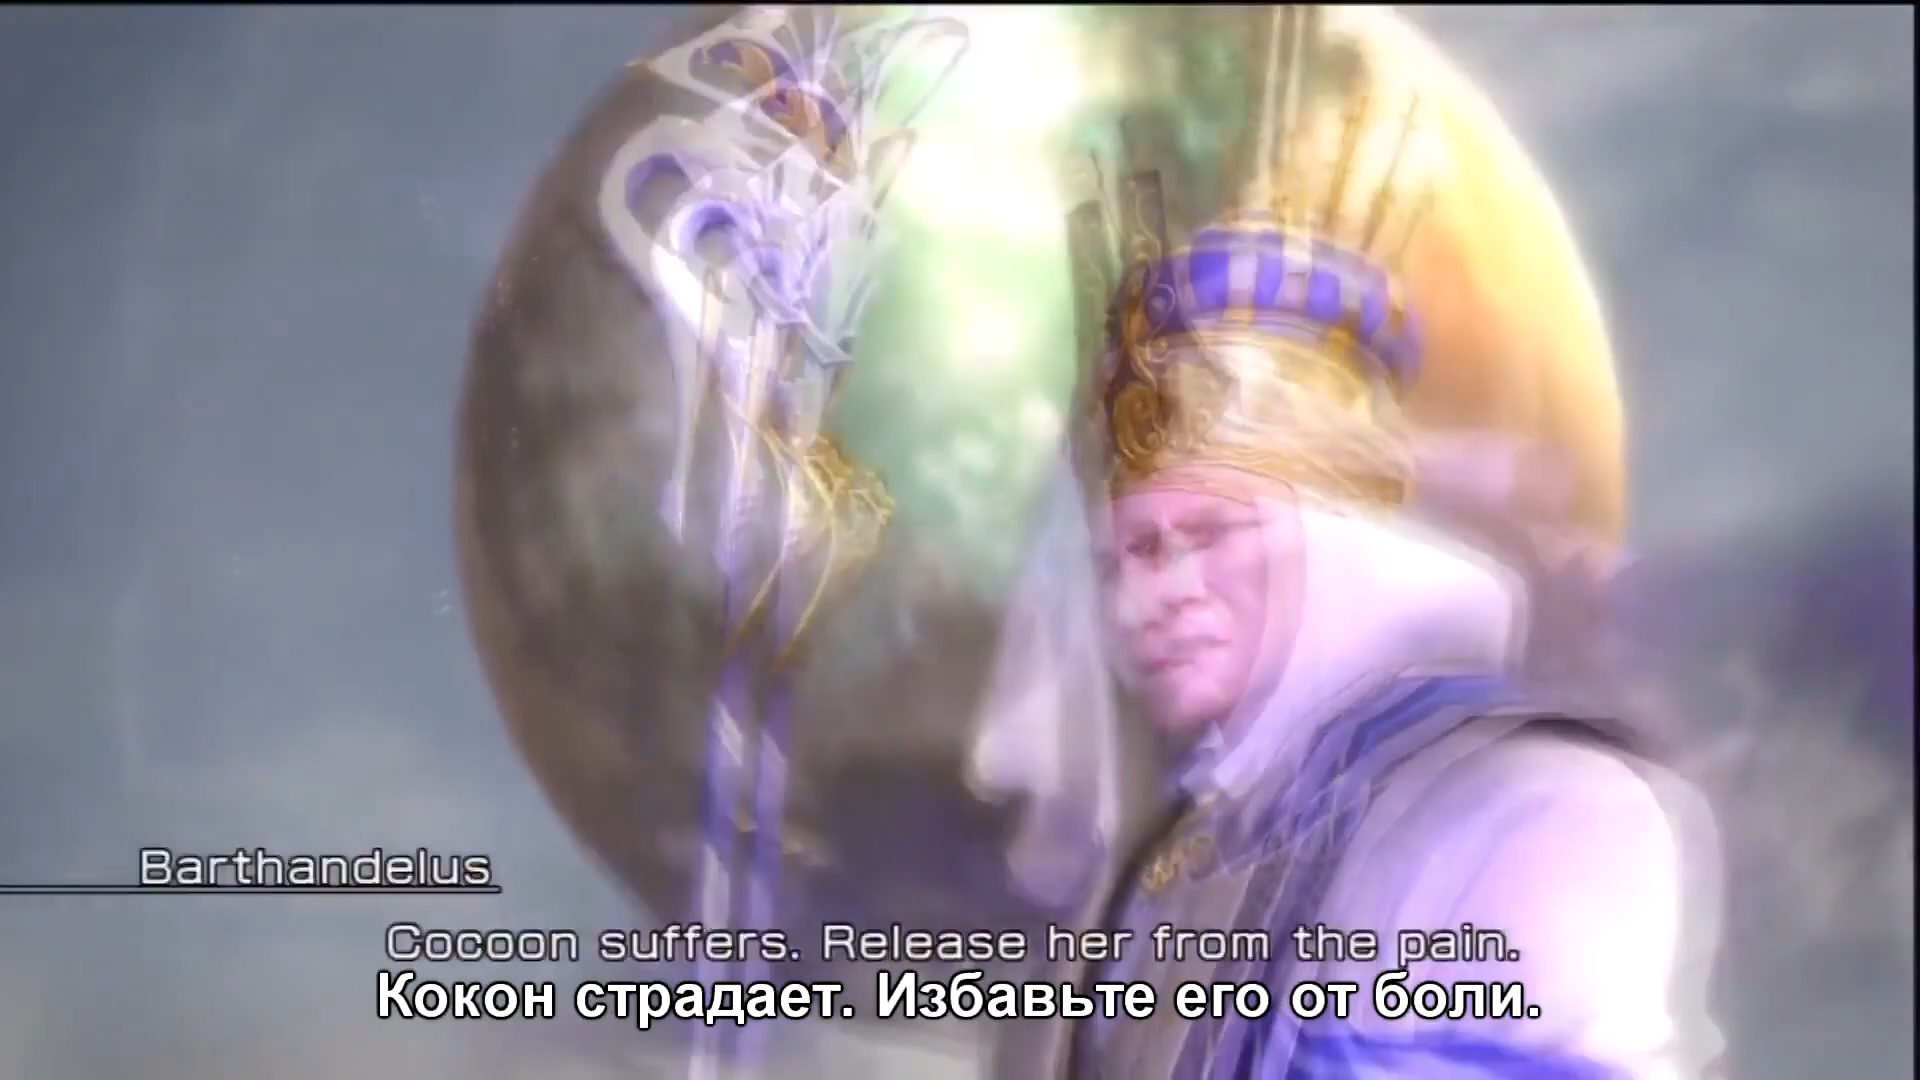 Barthandelus
Cocoon suffers. Release her from the pain.
Кокон страдает. Избавьте его от боли.